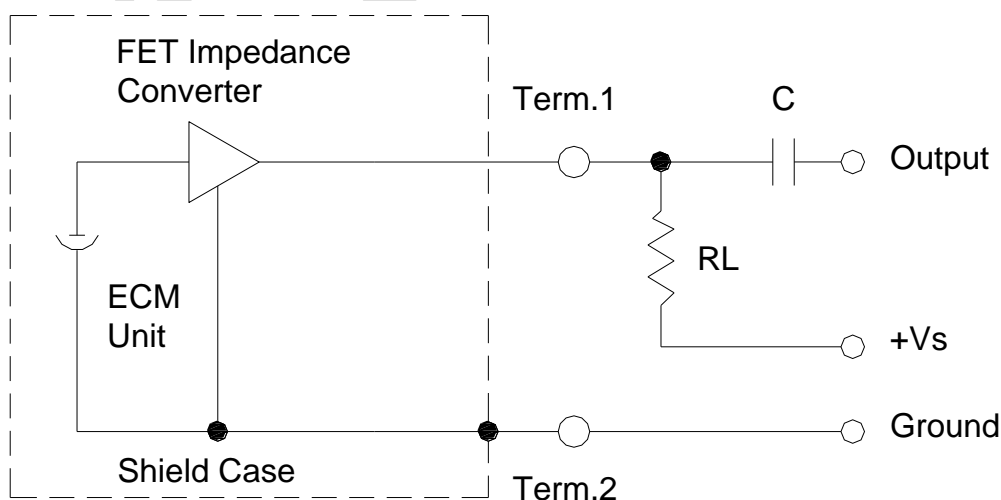 FET Impedance
Converter
Term.1
C
Output
RL
ECM
Unit
+Vs
Ground
Shield Case
Term.2